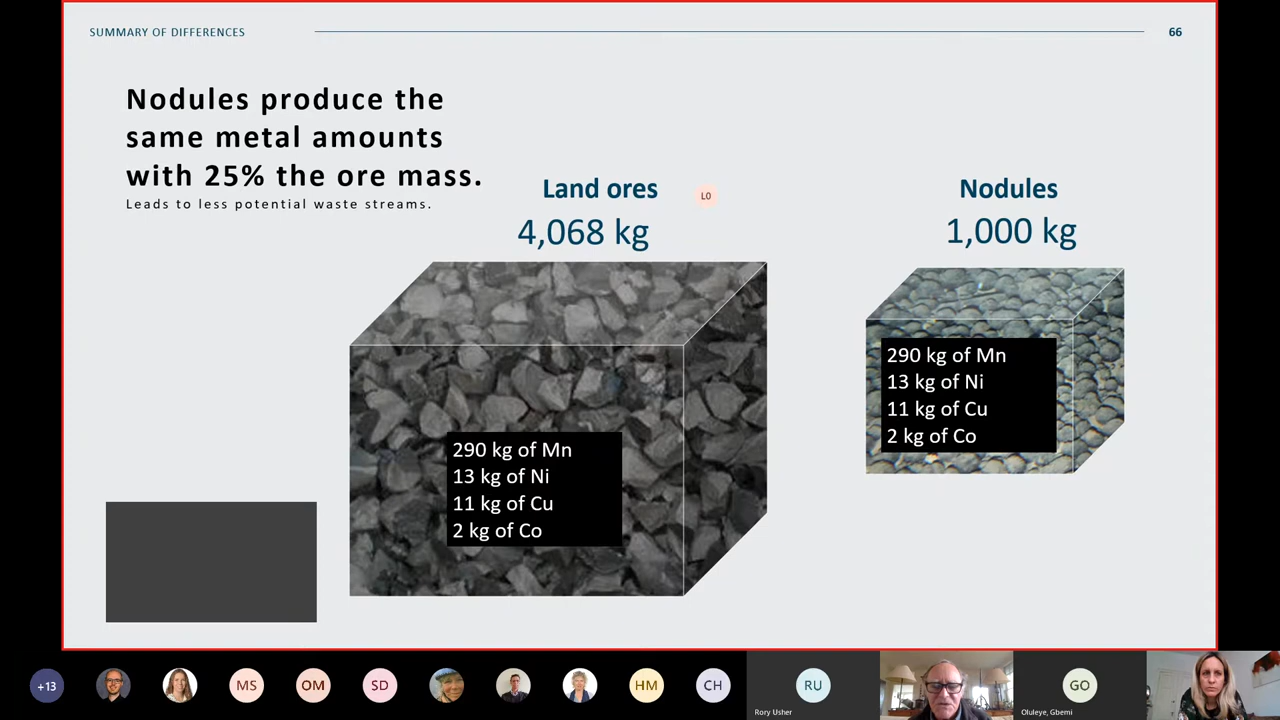 SUMMARY OF DIFFERENCES
66
Nodules produce the
same metal amounts
with 25% the ore mass.
Leads to less potential waste streams.
Land ores
4,068 kg
L0
Nodules
1,000 kg
290 kg of Mn
13 kg of Ni
11 kg of Cu
2 kg of Co
290 kg of Mn
13 kg of Ni
11 kg of Cu
2 kg of Co
+13
MS
OM
SD
HM
CH
RU
Rory Usher
GO
Oluleye, Gbemi